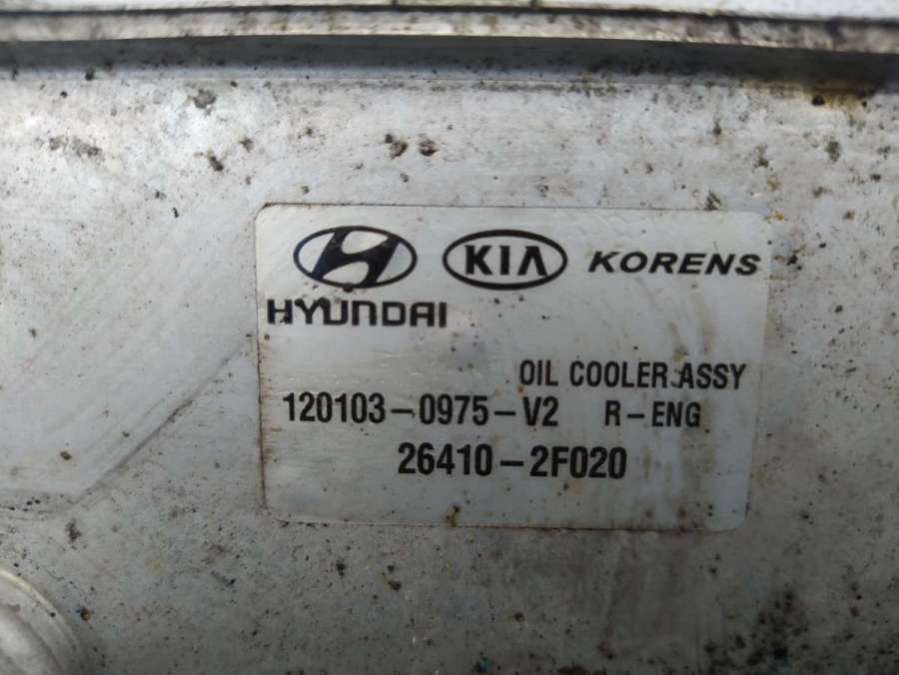 KIA KORENS
HYUNDAI
OIL COOLER ASSY
120103-0975-V2 R-ENG
26410-2F020